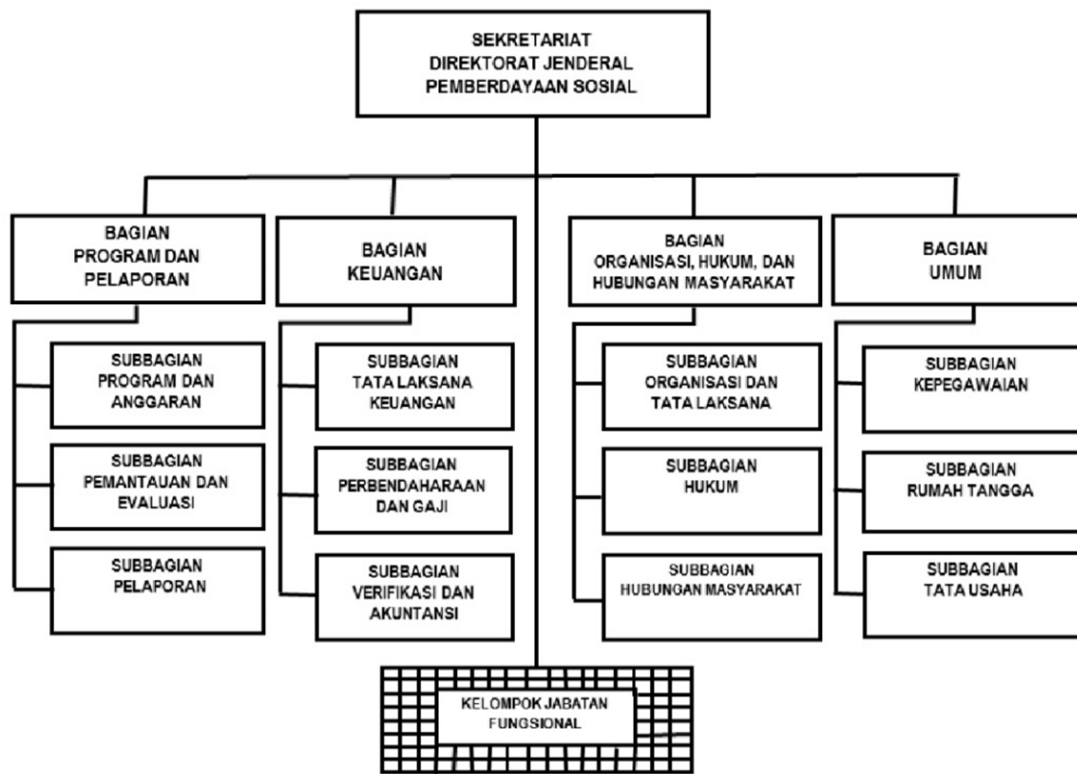 SEKRETARIAT
DIREKTORAT JENDERAL
PEMBERDAYAAN SOSIAL
BAGIAN
PROGRAM DAN
PELAPORAN
BAGIAN
KEUANGAN
BAGIAN
ORGANISASI, HUKUM, DAN
HUBUNGAN MASYARAKAT
BAGIAN
UMUM
SUBBAGIAN
PROGRAM DAN
ANGGARAN
SUBBAGIAN
TATA LAKSANA
KEUANGAN
SUBBAGIAN
ORGANISASI DAN
TATA LAKSANA
SUBBAGIAN
KEPEGAWAIAN
SUBBAGIAN
PEMANTAUAN DAN
EVALUASI
SUBBAGIAN
PERBENDAHARAAN
DAN GAJI
SUBBAGIAN
HUKUM
SUBBAGIAN
RUMAH TANGGA
SUBBAGIAN
PELAPORAN
SUBBAGIAN
VERIFIKASI DAN
AKUNTANSI
SUBBAGIAN
HUBUNGAN MASYARAKAT
SUBBAGIAN
TATA USAHA
KELOMPOK JABATAN
FUNGSIONAL